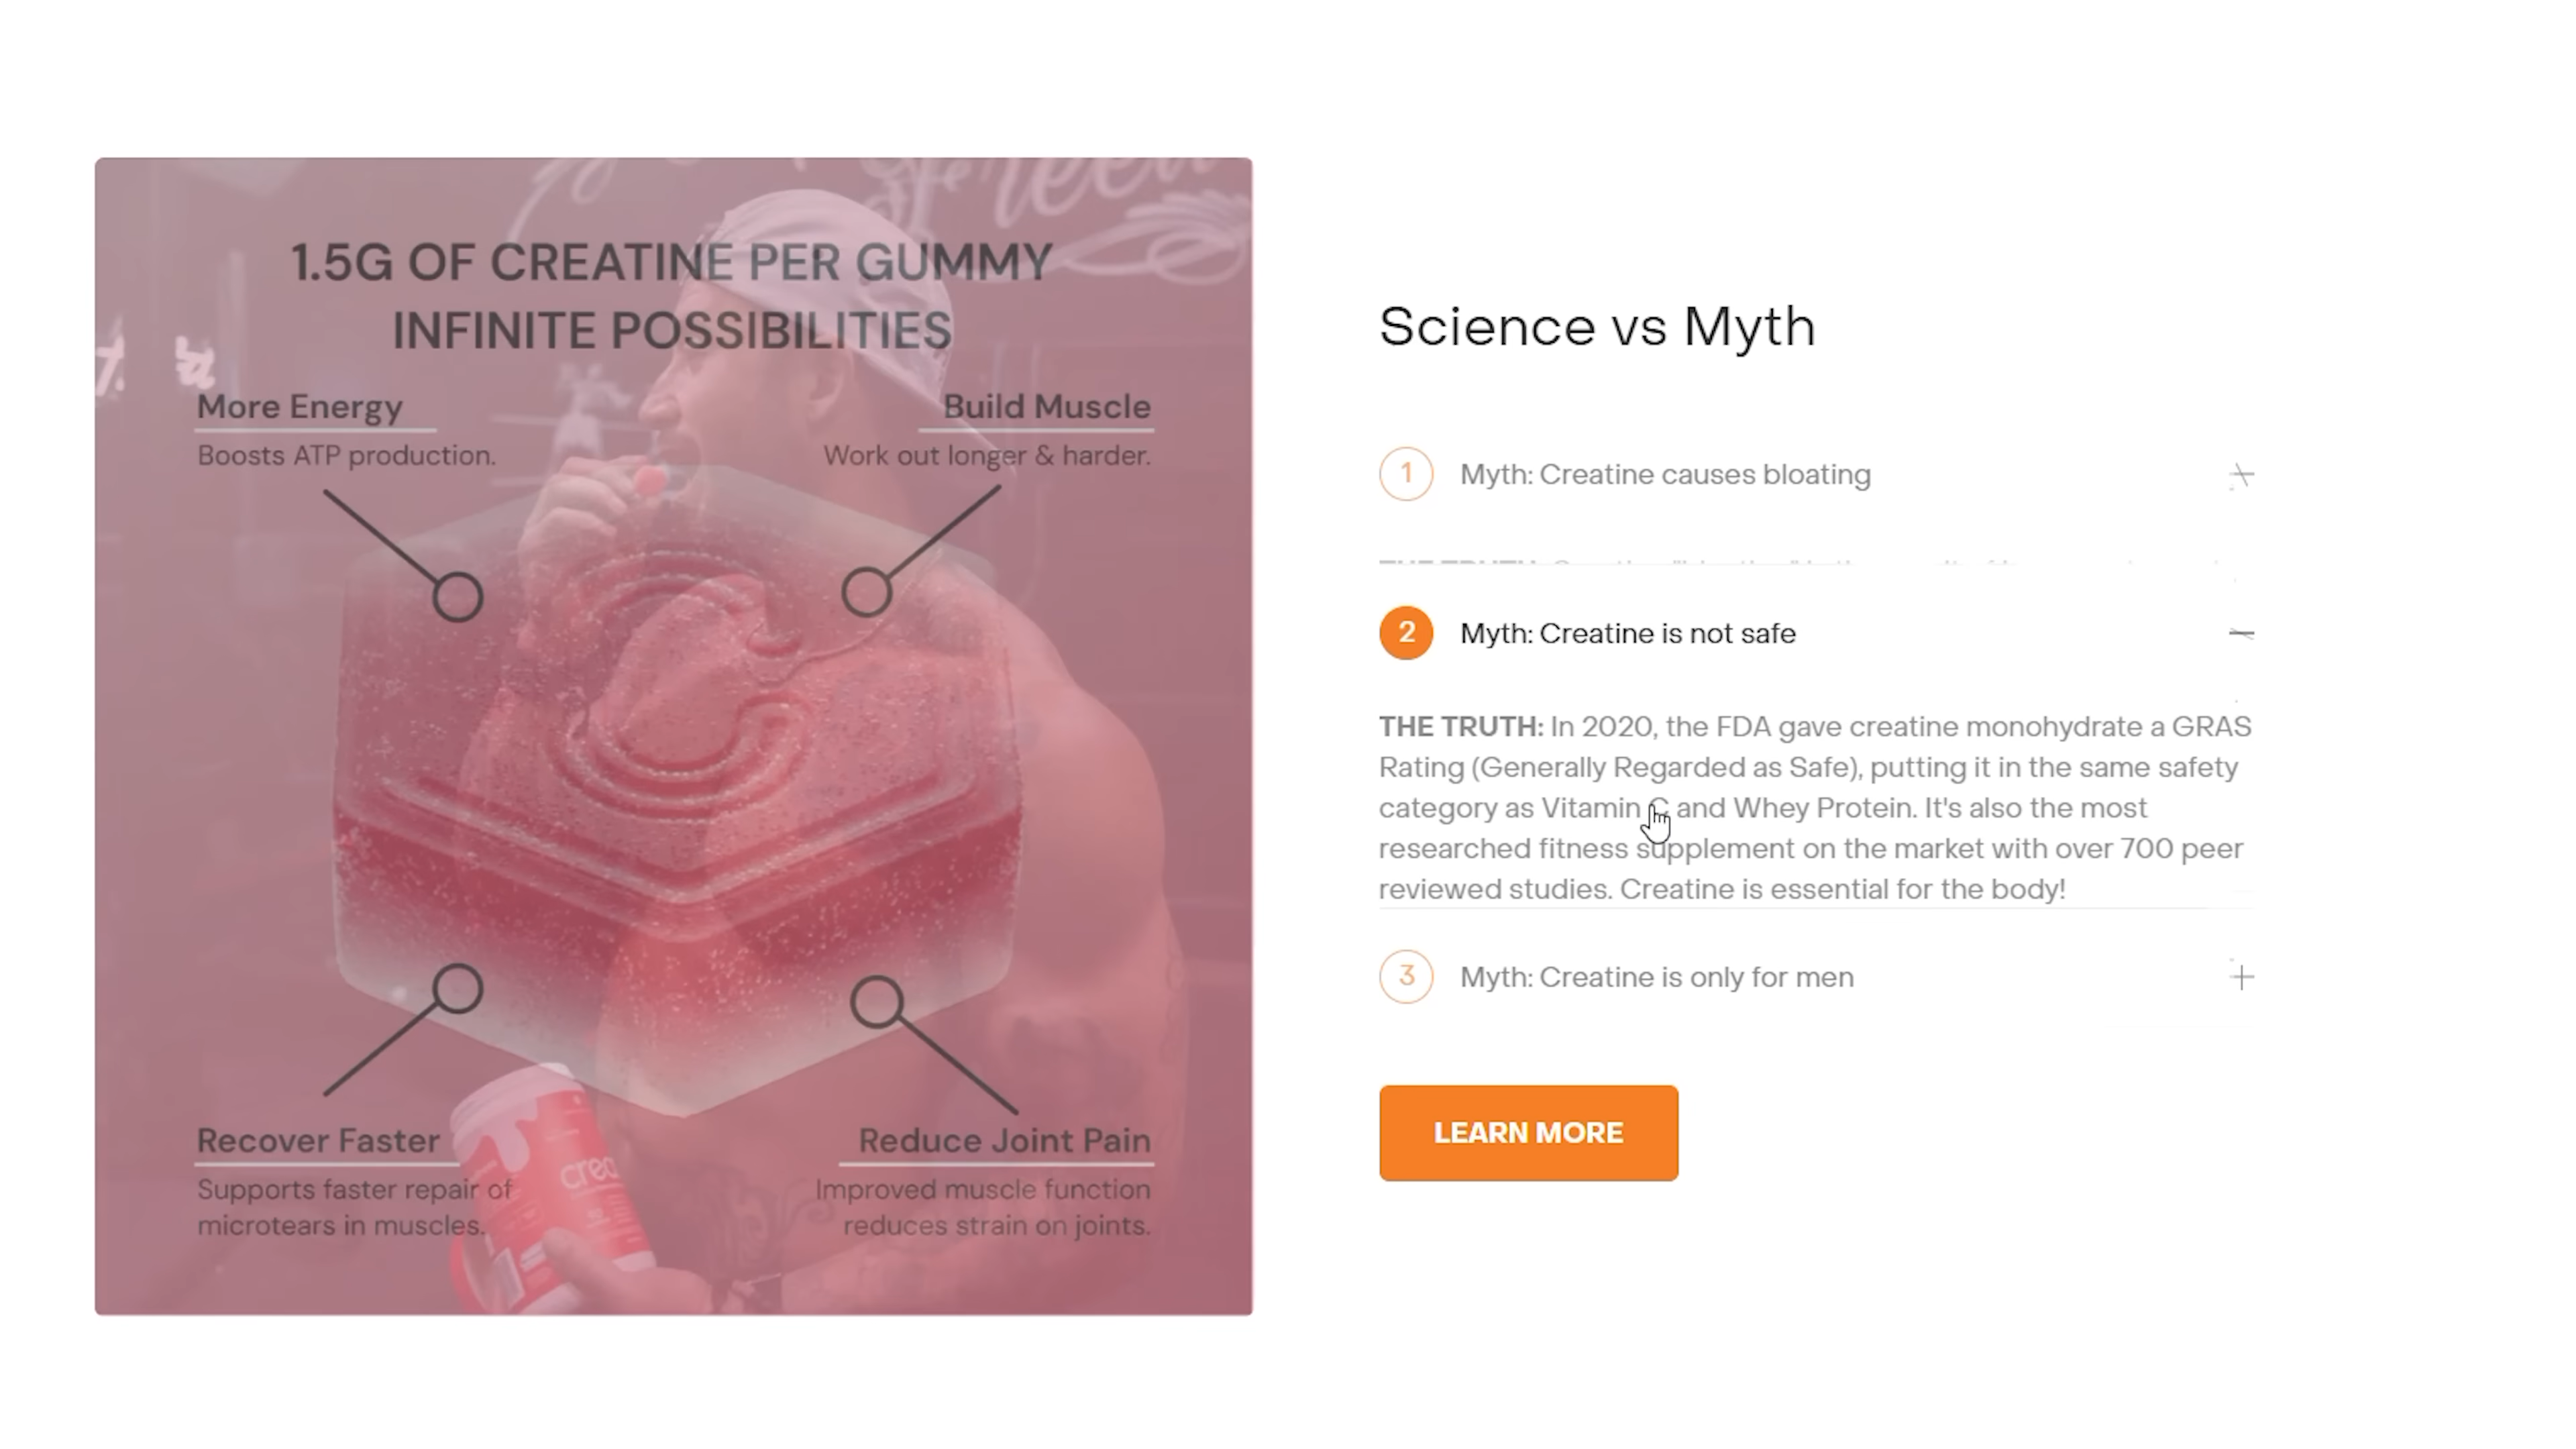 1.5G OF CREATINE PER GUMMY
INFINITE POSSIBILITIES
More Energy
Boosts ATP production.
Build Muscle
Work out longer & harder.
Recover Faster
Supports faster repair of
microtears in muscles.
Reduce Joint Pain
Improved muscle function
reduces strain on joints.
Science vs Myth
1 Myth: Creatine causes bloating
2 Myth: Creatine is not safe
THE TRUTH: In 2020, the FDA gave creatine monohydrate a GRAS
Rating (Generally Regarded as Safe), putting it in the same safety
category as Vitamin C and Whey Protein. It's also the most
researched fitness supplement on the market with over 700 peer
reviewed studies. Creatine is essential for the body!
3 Myth: Creatine is only for men
LEARN MORE